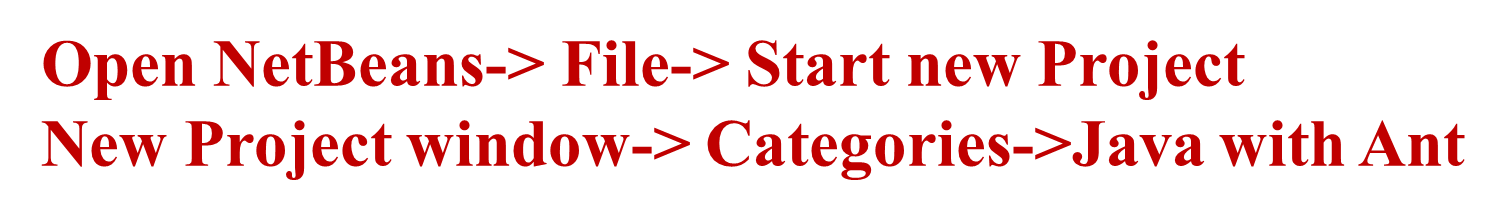 Open NetBeans-> File-> Start new Project
New Project window-> Categories->Java with Ant